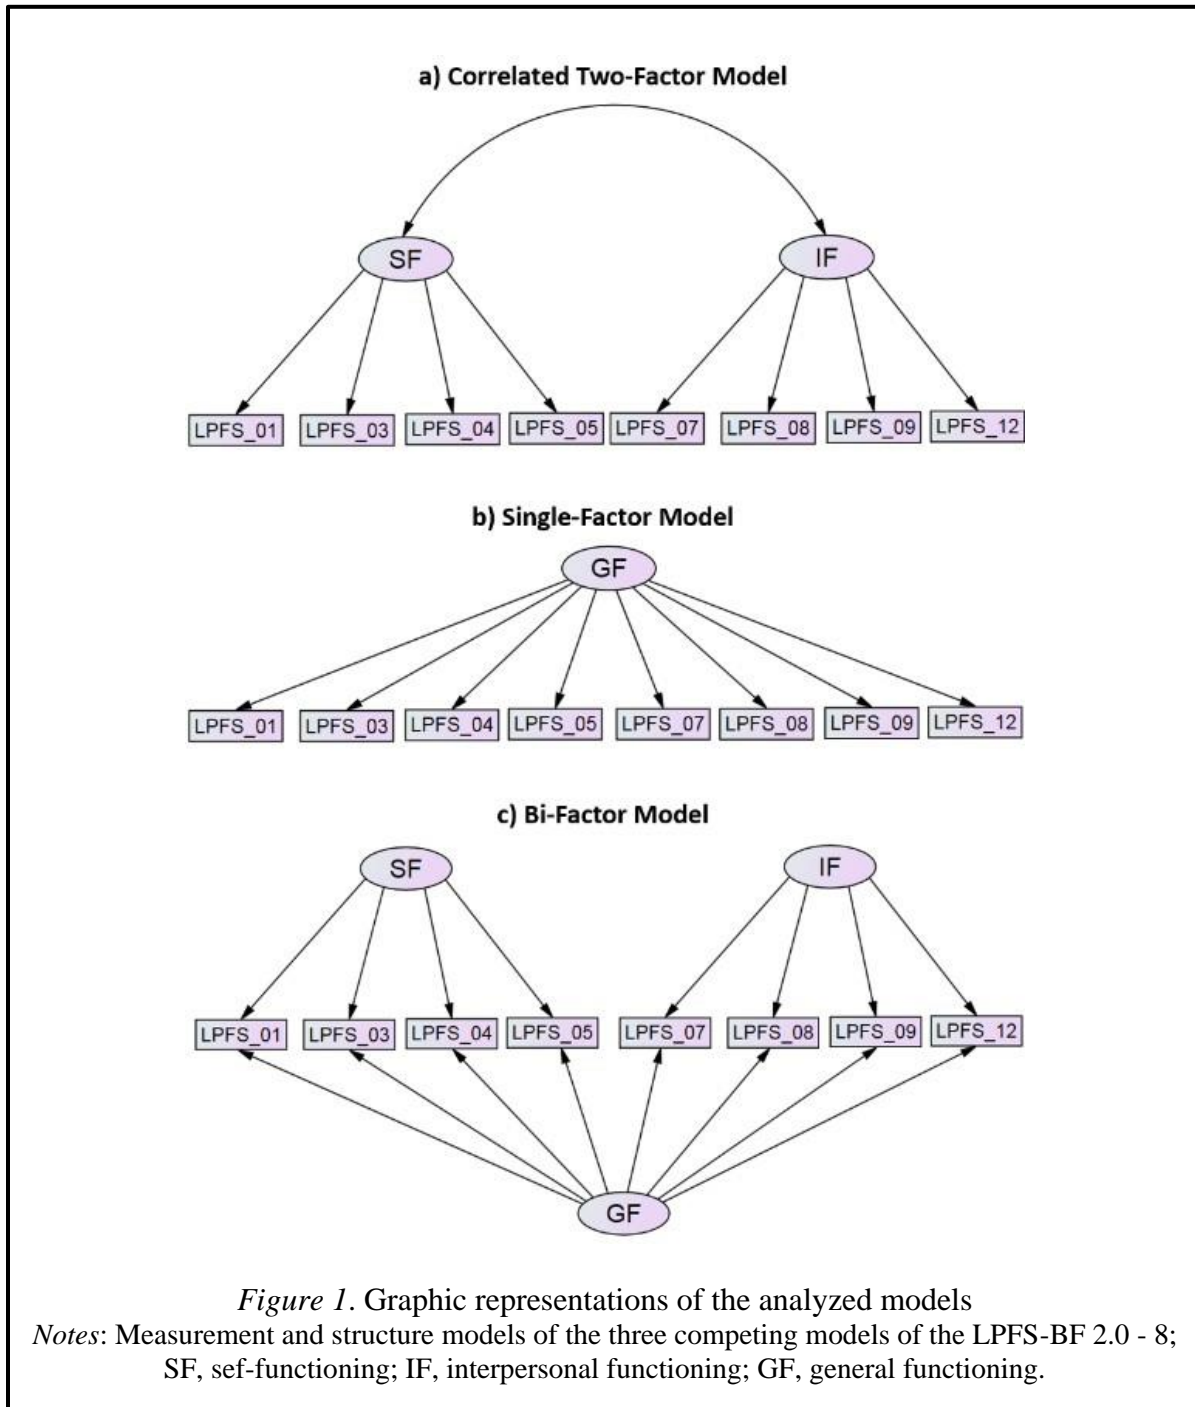 a) Correlated Two-Factor Model
SF
IF
LPFS_01 LPFS_03 LPFS_04 LPFS_05 LPFS_07 LPFS_08 LPFS_09 LPFS_12
b) Single-Factor Model
GF
LPFS_01 LPFS_03 LPFS_04 LPFS_05 LPFS_07 LPFS_08 LPFS_09 LPFS_12
c) Bi-Factor Model
SF
IF
LPFS_01 LPFS_03 LPFS_04 LPFS_05 LPFS_07 LPFS_08 LPFS_09 LPFS_12
GF
Figure 1. Graphic representations of the analyzed models
Notes: Measurement and structure models of the three competing models of the LPFS-BF 2.0 - 8;
SF, sef-functioning; IF, interpersonal functioning; GF, general functioning.